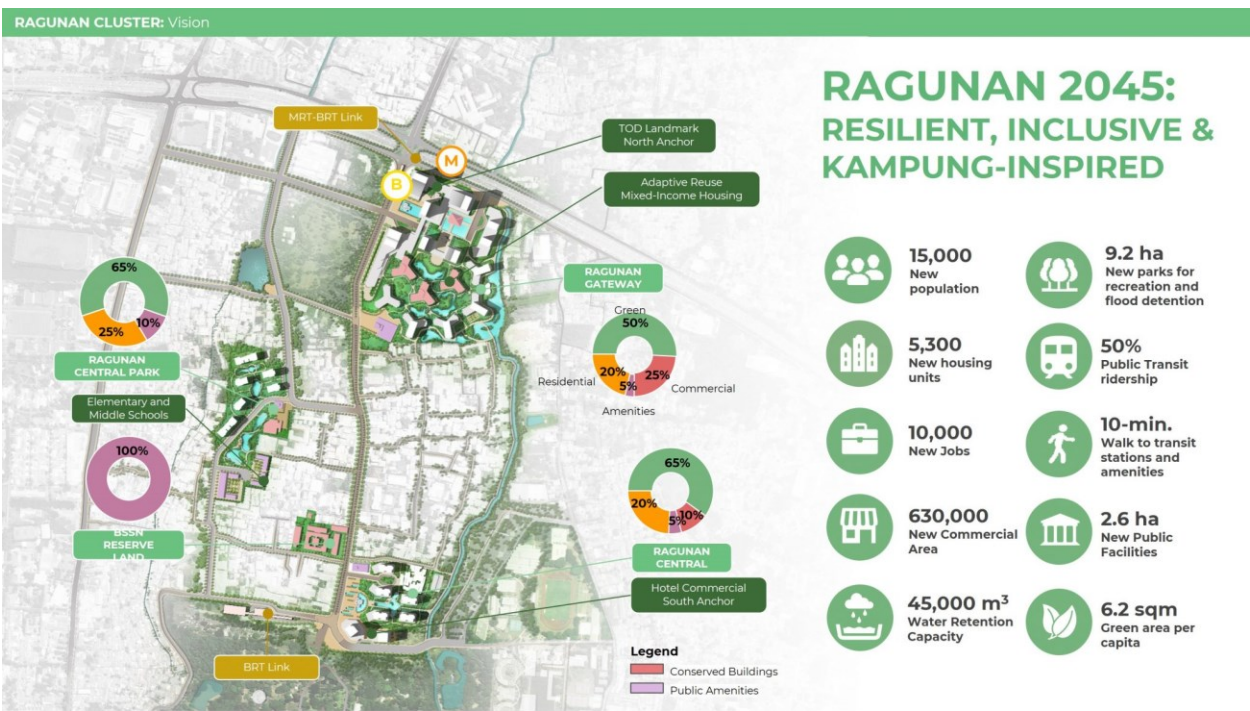 RAGUNAN CLUSTER: Vision
RAGUNAN 2045:
RESILIENT, INCLUSIVE &
KAMPUNG-INSPIRED
MRT-BRT Link
TOD Landmark
North Anchor
M
B
Adaptive Reuse
Mixed-Income Housing
RAGUNAN
GATEWAY
Green
50%
20%
25%
5%
Residential
Commercial
Amenities
65%
25%
10%
RAGUNAN
CENTRAL PARK
Elementary and
Middle Schools
100%
BSSN
RESERVE
LAND
65%
20%
5%
10%
RAGUNAN
CENTRAL
Hotel Commercial
South Anchor
BRT Link
Legend
Conserved Buildings
Public Amenities
15,000
New
population
9.2 ha
New parks for
recreation and
flood detention
5,300
New housing
units
50%
Public Transit
ridership
10,000
New Jobs
10-min.
Walk to transit
stations and
amenities
630,000
New Commercial
Area
2.6 ha
New Public
Facilities
45,000 m³
Water Retention
Capacity
6.2 sqm
Green area per
capita